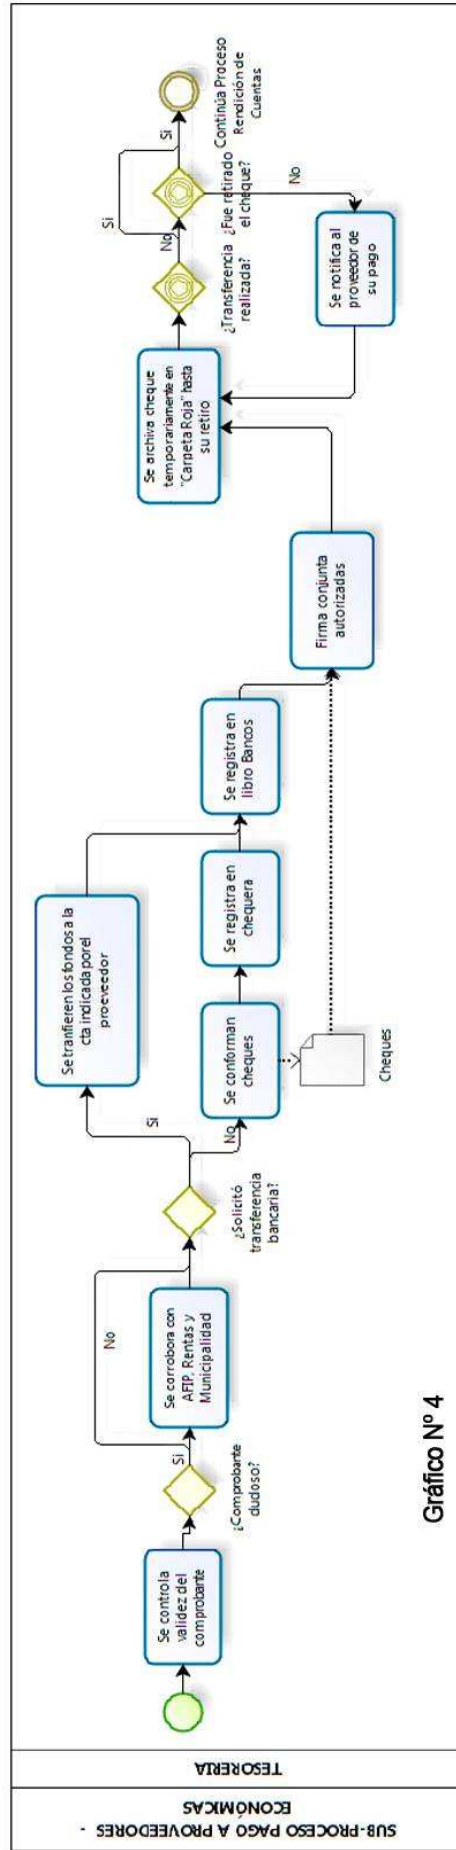 SUB-PROCESO PAGO A PROVEEDORES -
ECONÓMICAS
TESORERIA
Se controla
validez del
comprobante
¿Comprobante
dudoso?
Si
No
Se corrobora con
AFIP, Rentas y
Municipalidad
¿Solicitó
transferencia
bancaria?
Si
No
Se tranfieren los fondos a la
cta indicada porel
proeveedor
Se conforman
cheques
Cheques
Se registra en
chequera
Se registra en
libro Bancos
Firma conjunta
autorizadas
Se archiva cheque
temporariamente en
"Carpeta Roja" hasta
su retiro
¿Transferencia
realizada?
No
Si
¿Fue retirado
el cheque?
Si
No
Se notifica al
proveedor de
su pago
Continúa Proceso
Rendición de
Cuentas
Gráfico Nº 4